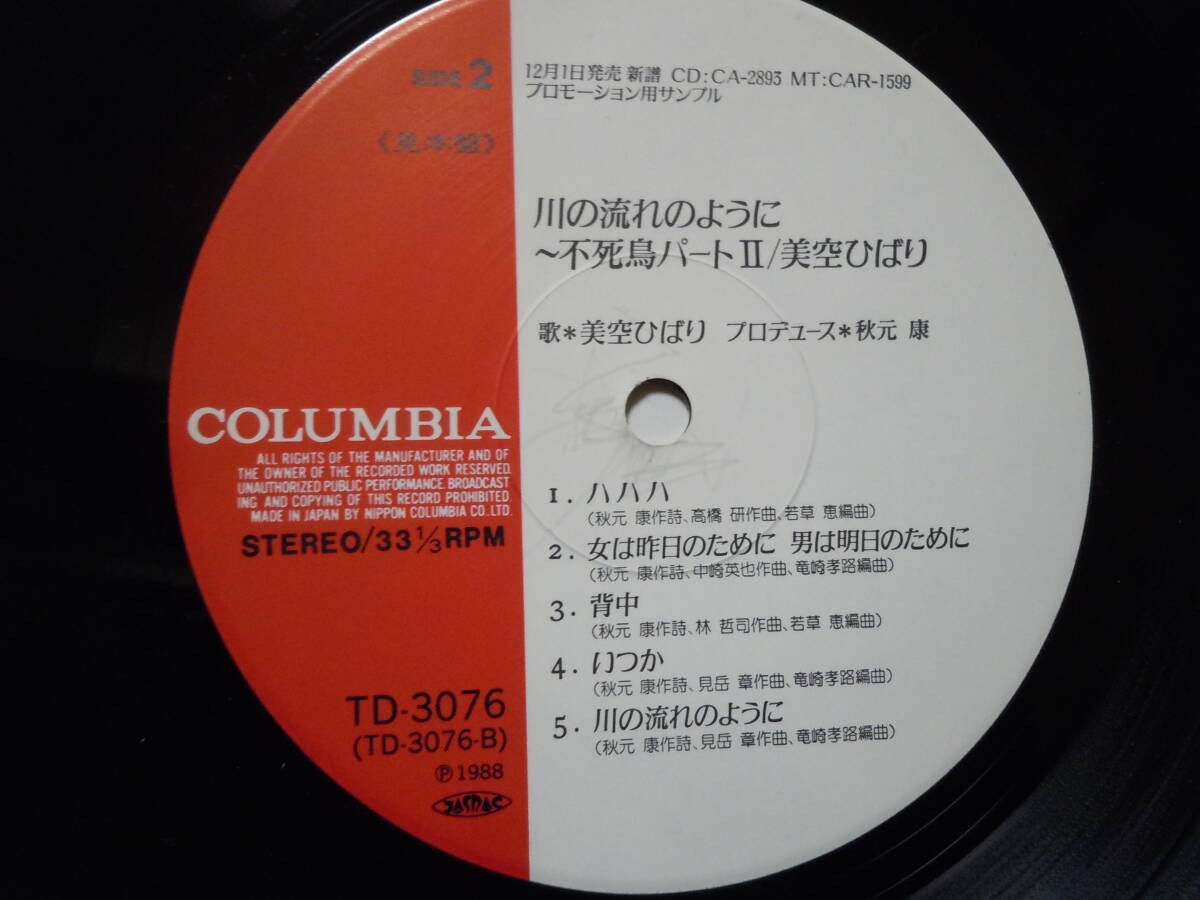 SIDE 2
〈見本盤〉
12月1日発売 新譜 CD:CA-2893 MT:CAR-1599
プロモーション用サンプル
川の流れのように
～不死鳥パートⅡ/美空ひばり
歌＊美空ひばり プロデュース＊秋元 康
COLUMBIA
ALL RIGHTS OF THE MANUFACTURER AND OF
THE OWNER OF THE RECORDED WORK RESERVED.
UNAUTHORIZED PUBLIC PERFORMANCE BROADCAST
ING AND COPYING OF THIS RECORD PROHIBITED.
MADE IN JAPAN BY NIPPON COLUMBIA CO.,LTD.
STEREO/33 1/3 RPM
1. ハハハ
(秋元 康作詩、高橋 研作曲、若草 恵編曲)
2. 女は昨日のために 男は明日のために
(秋元 康作詩、中崎英也作曲、竜崎孝路編曲)
3. 背中
(秋元 康作詩、林 哲司作曲、若草 恵編曲)
4. いつか
(秋元 康作詩、見岳 章作曲、竜崎孝路編曲)
5. 川の流れのように
(秋元 康作詩、見岳 章作曲、竜崎孝路編曲)
TD-3076
(TD-3076-B)
Ⓟ1988
JASRAC